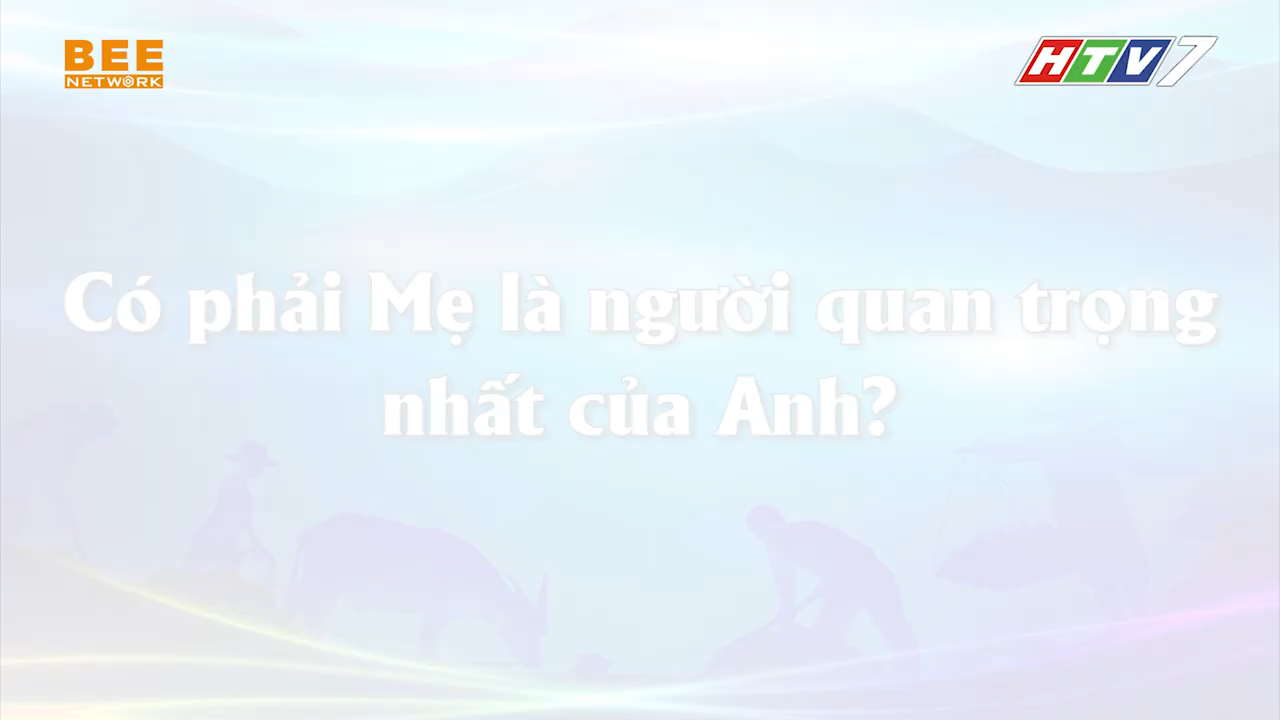 BEE
NETWORK
HTV7
Có phải Mẹ là người quan trọng
nhất của Anh?